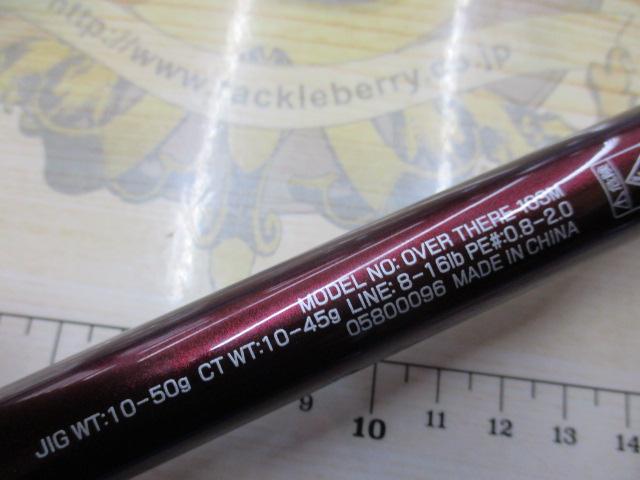 http://www.tackleberry.co.jp
MODEL NO: OVER THERE 103M
JIG WT:10-50g CT WT:10-45g LINE: 8-16lb PE#:0.8-2.0
05800096 MADE IN CHINA
9 10 11 12 13 14